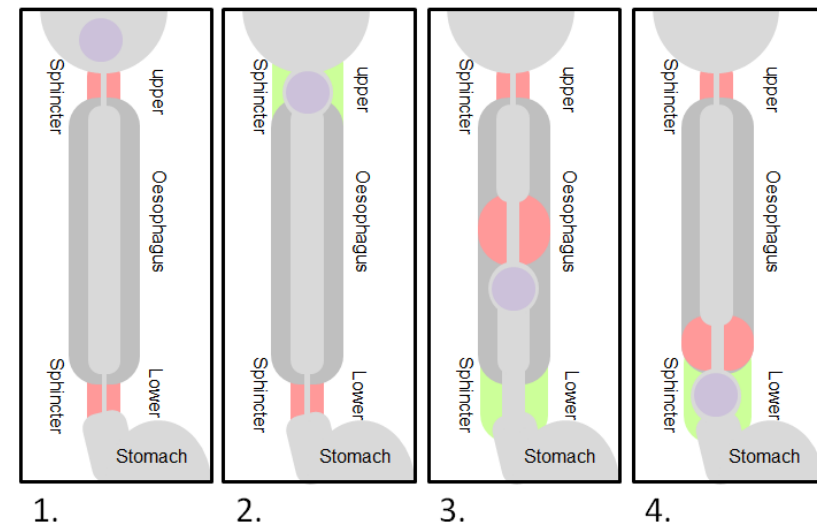 Sphincter
upper
Oesophagus
Sphincter
Lower
Stomach
1.
Sphincter
upper
Oesophagus
Sphincter
Lower
Stomach
2.
Sphincter
upper
Oesophagus
Sphincter
Lower
Stomach
3.
Sphincter
upper
Oesophagus
Sphincter
Lower
Stomach
4.